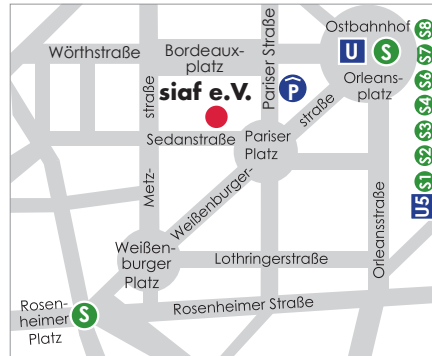 Ostbahnhof
U S
Orleans-
platz
S8
S7
S6
S4
S3
S2
S1
U5
Wörthstraße
Bordeaux-
platz
Pariser Straße
P
siaf e.V.
Sedanstraße
Pariser
Platz
Metz-
straße
Weißenburger-
straße
Orleansstraße
Weißen-
burger
Platz
Lothringerstraße
Rosenheimer Straße
Rosen-
heimer
Platz
S